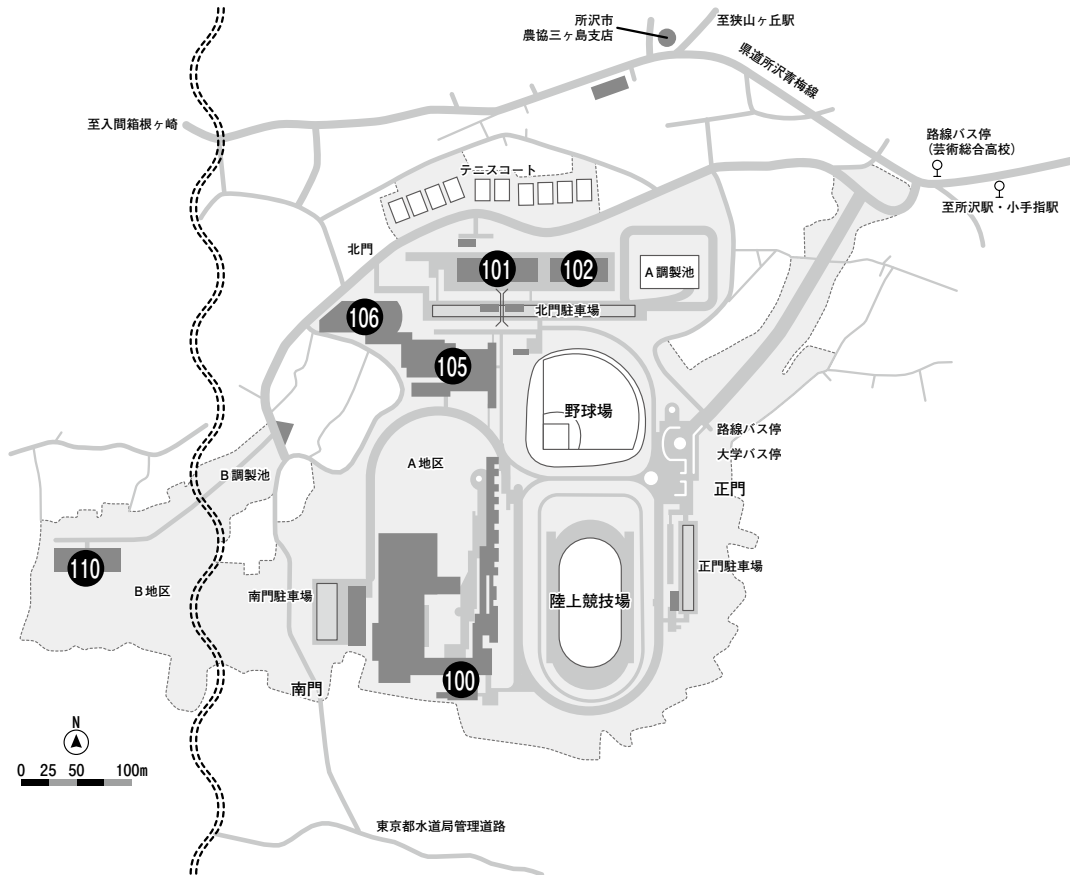 所沢市
農協三ヶ島支店
至狭山ヶ丘駅
県道所沢青梅線
至入間箱根ヶ崎
路線バス停
(芸術総合高校)
テニスコート
至所沢駅・小手指駅
北門
101
102
A調製池
106
北門駐車場
105
野球場
路線バス停
大学バス停
A地区
B調製池
正門
110
B地区
南門駐車場
正門駐車場
陸上競技場
100
南門
N
0 25 50 100m
東京都水道局管理道路